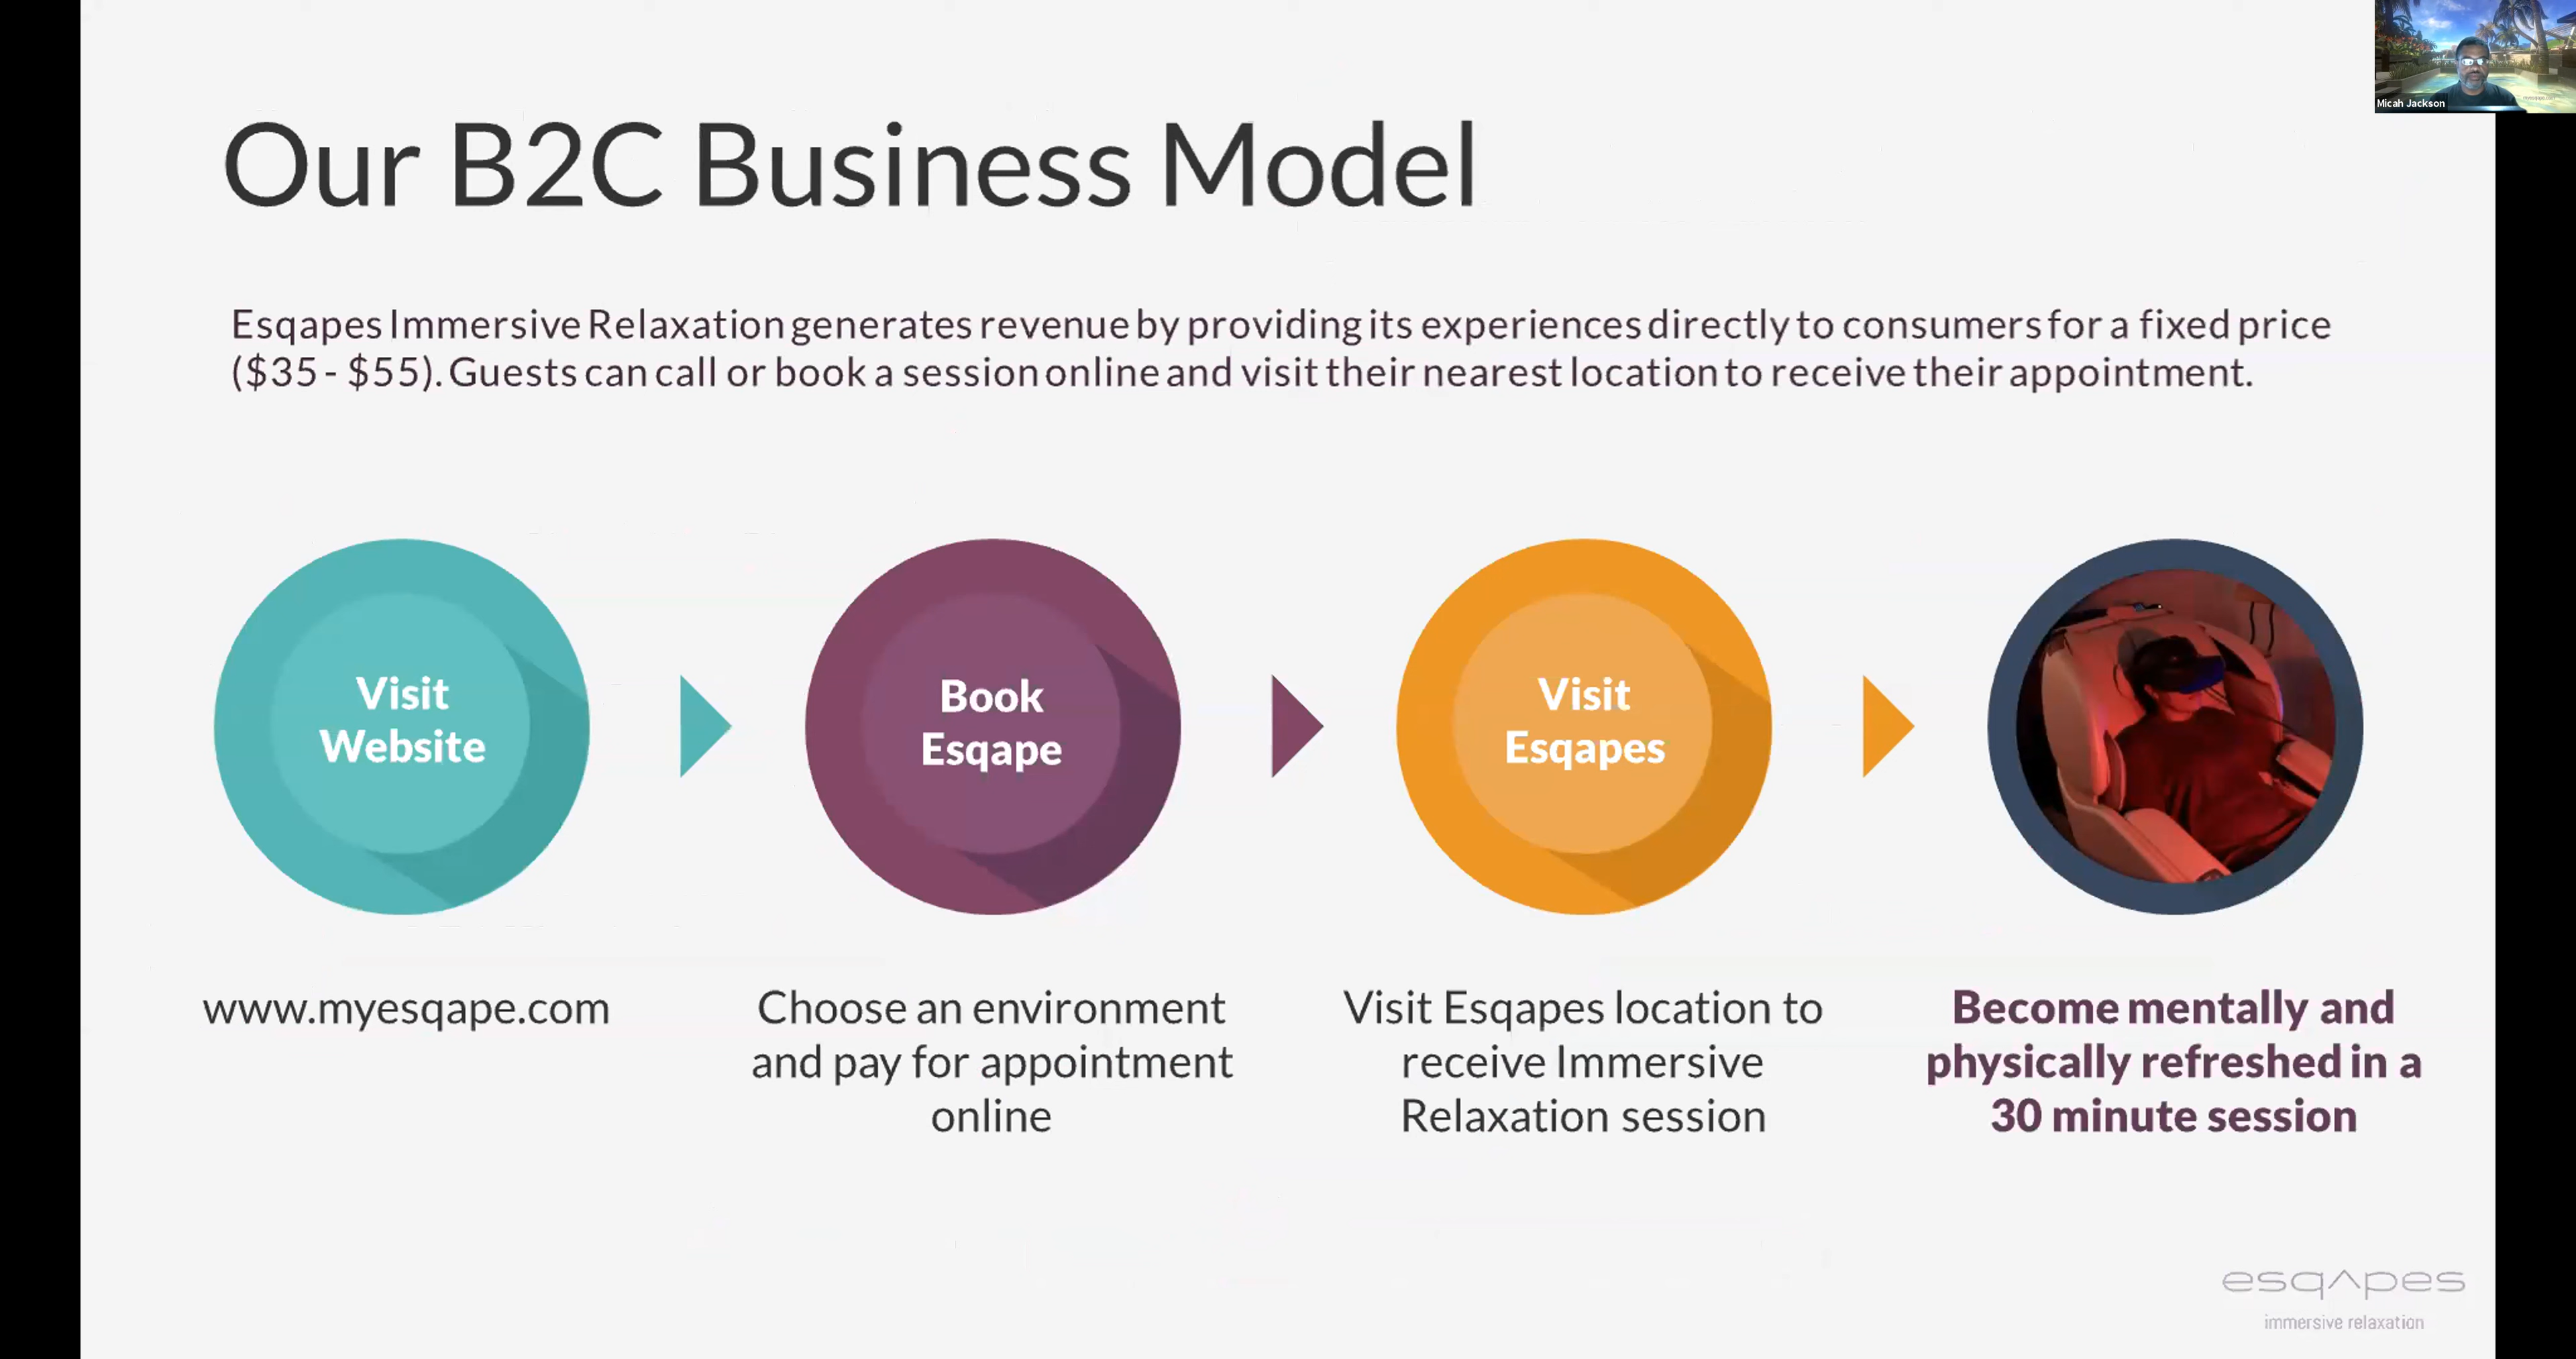 Micah Jackson
Our B2C Business Model
Esqapes Immersive Relaxation generates revenue by providing its experiences directly to consumers for a fixed price
($35 - $55). Guests can call or book a session online and visit their nearest location to receive their appointment.
Visit
Website
Book
Esqape
Visit
Esqapes
www.myesqape.com
Choose an environment
and pay for appointment
online
Visit Esqapes location to
receive Immersive
Relaxation session
Become mentally and
physically refreshed in a
30 minute session
esqʌpes
immersive relaxation